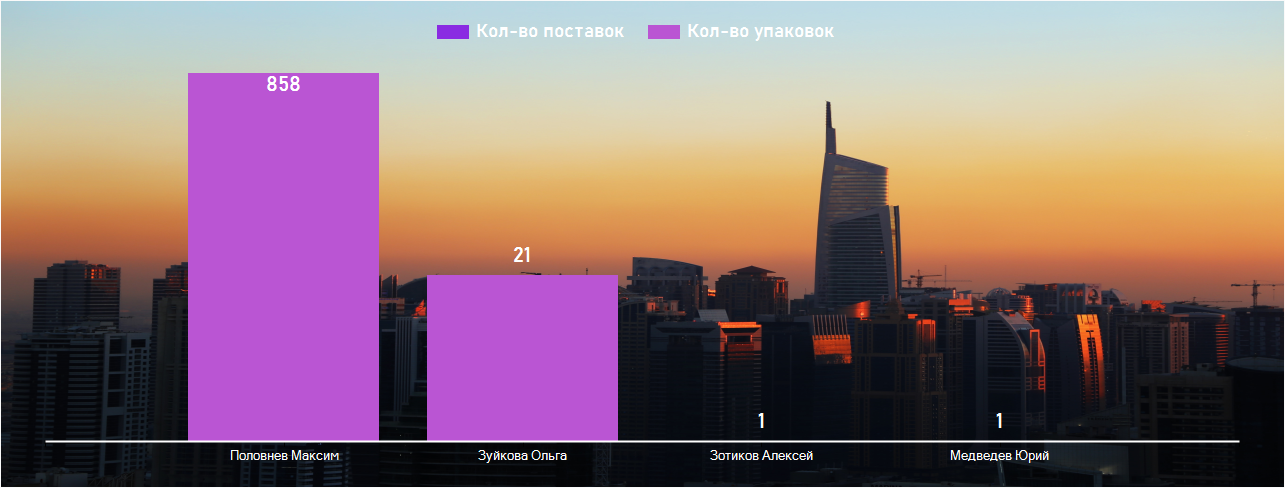 Кол-во поставок Кол-во упаковок
858
21
1 1
Половнев Максим Зуйкова Ольга Зотиков Алексей Медведев Юрий